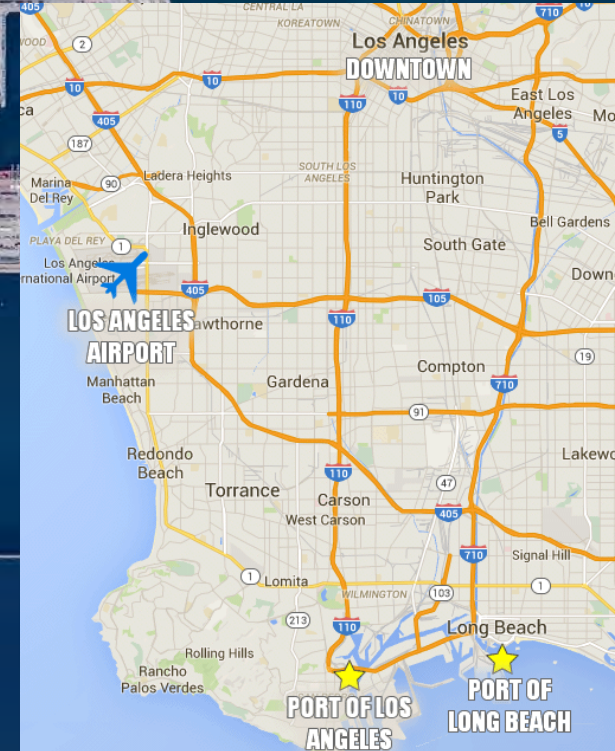 405
CENTRAL LA
KOREATOWN
CHINATOWN
710
10
WOOD
2
Los Angeles
DOWNTOWN
10
10
110
10
East Los
Angeles
Mo
ca
405
5
187
SOUTH LOS
ANGELES
Marina
Del Rey
90
Ladera Heights
Huntington
Park
Inglewood
Bell Gardens
PLAYA DEL REY
1
South Gate
Los Angeles
rnational Airport
Down
405
105
LOS ANGELES
AIRPORT
awthorne
110
19
Manhattan
Beach
Gardena
Compton
710
91
Redondo
Beach
Lakewo
110
47
Torrance
Carson
West Carson
405
710
Signal Hill
1
Lomita
1
WILMINGTON
103
213
110
Long Beach
Rolling Hills
Rancho
Palos Verdes
PORT OF LOS
ANGELES
PORT OF
LONG BEACH